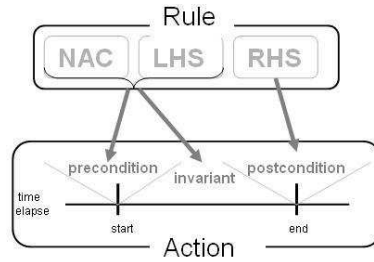 Rule
NAC LHS RHS
precondition postcondition
invariant
time
elapse
start end
Action